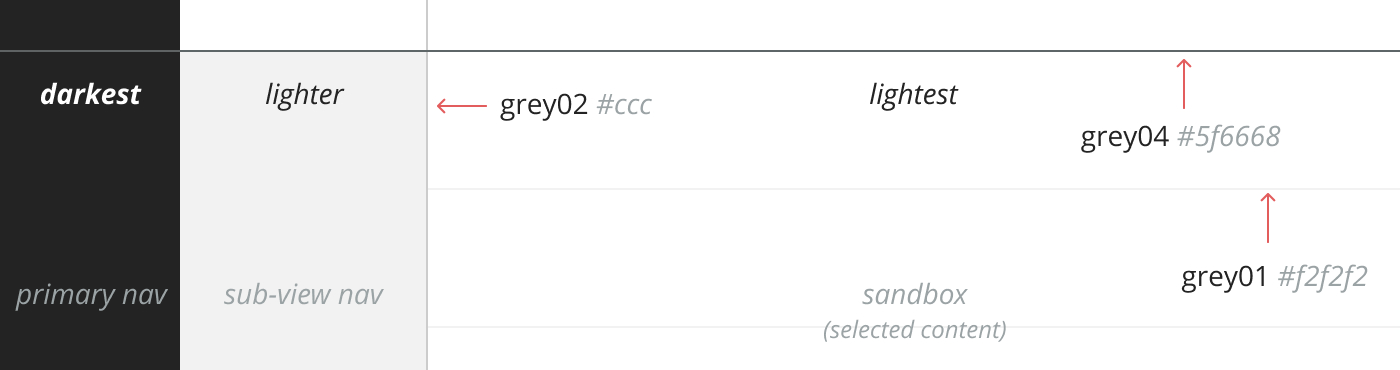 darkest
lighter
grey02 #ccc
lightest
grey04 #5f6668
primary nav
sub-view nav
sandbox
(selected content)
grey01 #f2f2f2